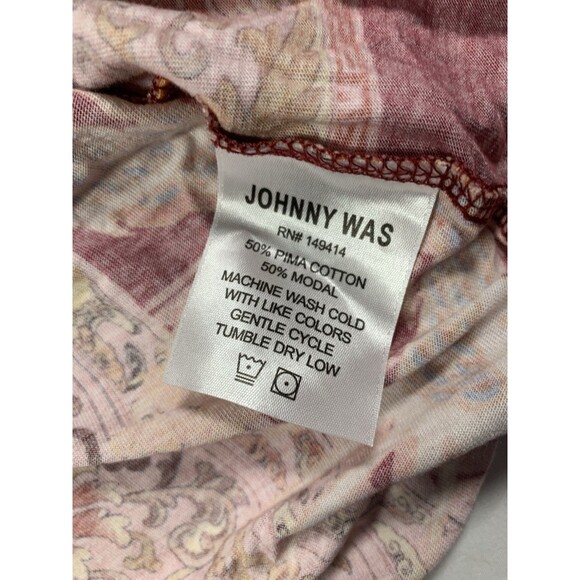 JOHNNY WAS
RN# 149414
50% PIMA COTTON
50% MODAL
MACHINE WASH COLD
WITH LIKE COLORS
GENTLE CYCLE
TUMBLE DRY LOW